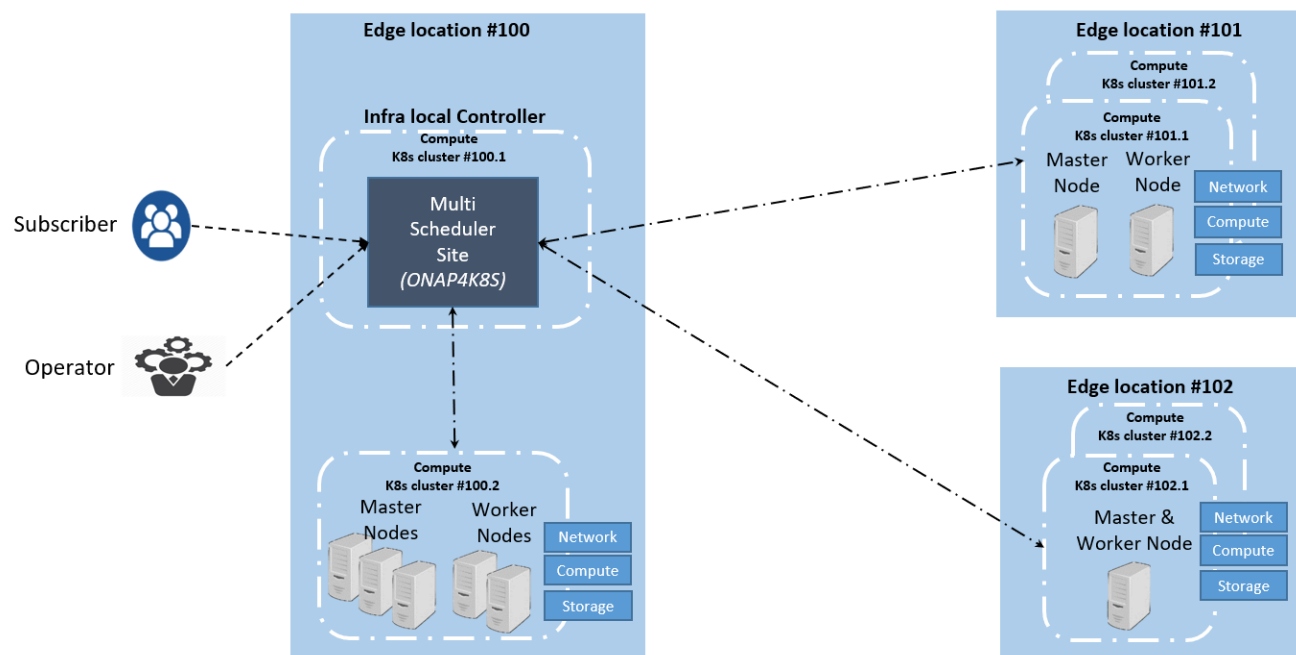 Edge location #100
Infra local Controller
Compute
K8s cluster #100.1
Multi
Scheduler
Site
(ONAP4K8S)
Subscriber
Operator
Compute
K8s cluster #100.2
Master
Nodes
Worker
Nodes
Network
Compute
Storage
Edge location #101
Compute
K8s cluster #101.2
Compute
K8s cluster #101.1
Master
Node
Worker
Node
Network
Compute
Storage
Edge location #102
Compute
K8s cluster #102.2
Compute
K8s cluster #102.1
Master &
Worker Node
Network
Compute
Storage